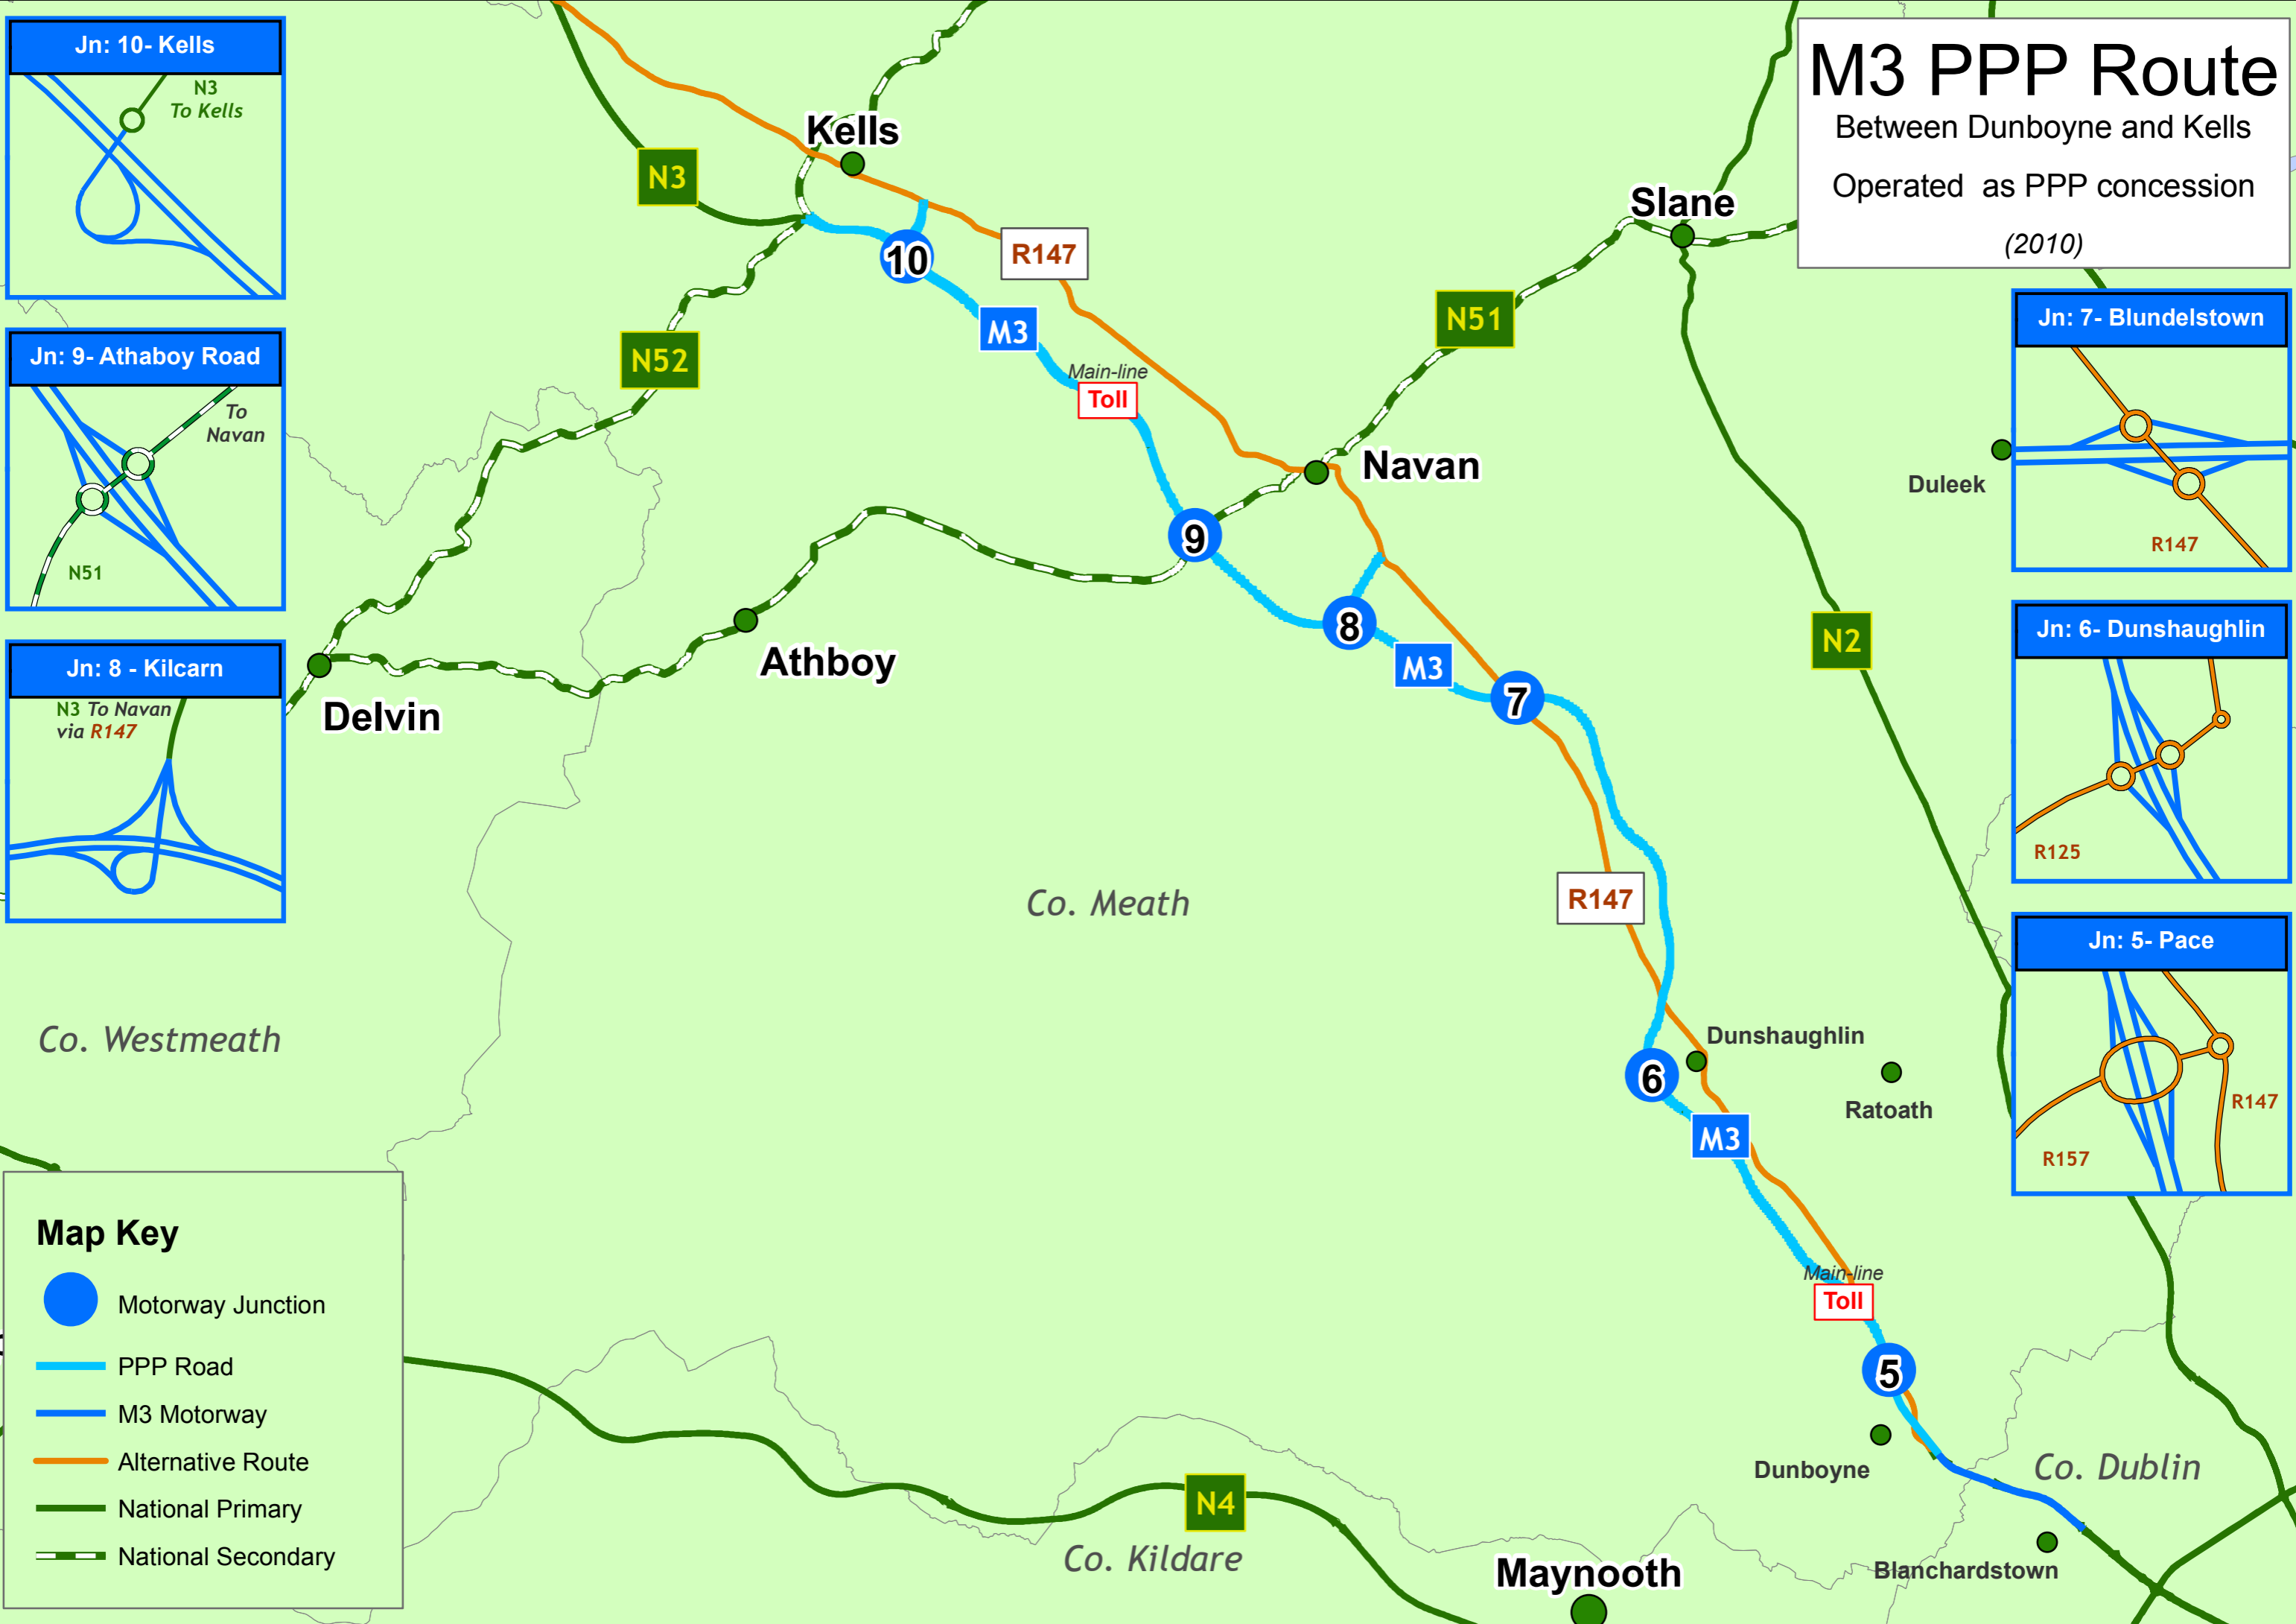 M3 PPP Route
Between Dunboyne and Kells
Operated as PPP concession
(2010)
Jn: 10- Kells
N3
To Kells
Jn: 9- Athaboy Road
To
Navan
N51
Jn: 8 - Kilcarn
N3 To Navan
via R147
Jn: 7- Blundelstown
R147
Jn: 6- Dunshaughlin
R125
Jn: 5- Pace
R147
R157
Kells
N3
10
R147
Slane
N51
M3
N52
Main-line
Toll
Navan
Duleek
9
8
M3
N2
Athboy
Delvin
7
R147
Co. Meath
Co. Westmeath
Dunshaughlin
6
Ratoath
M3
Main-line
Toll
5
Dunboyne
Co. Dublin
N4
Co. Kildare
Maynooth
Blanchardstown
Map Key
Motorway Junction
PPP Road
M3 Motorway
Alternative Route
National Primary
National Secondary